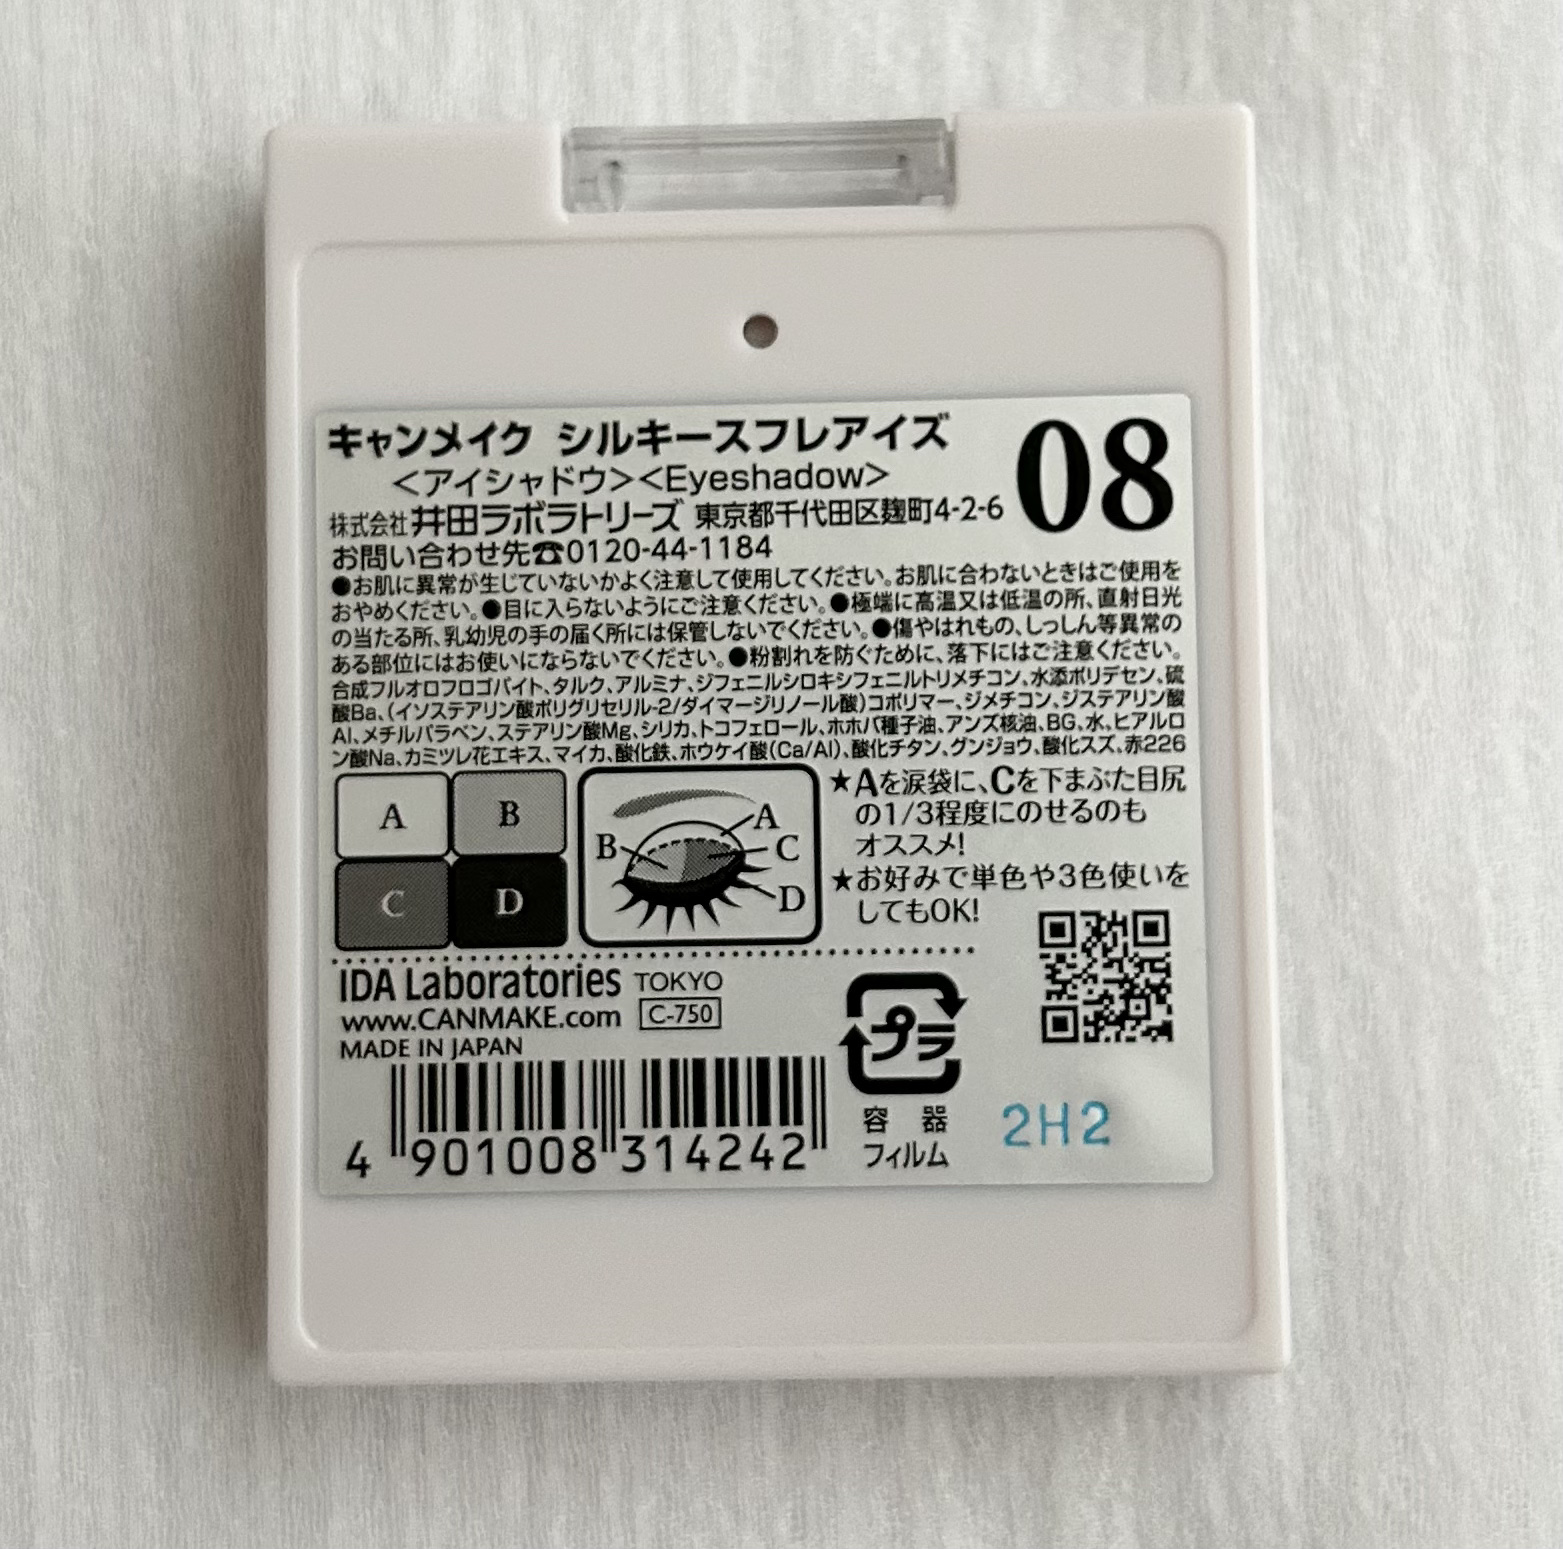 キャンメイク シルキースフレアイズ
08
＜アイシャドウ＞＜Eyeshadow＞
株式会社井田ラボラトリーズ 東京都千代田区麹町4-2-6
お問い合わせ先☎0120-44-1184
●お肌に異常が生じていないかよく注意して使用してください。お肌に合わないときはご使用を
おやめください。●目に入らないようにご注意ください。●極端に高温又は低温の所、直射日光
の当たる所、乳幼児の手の届く所には保管しないでください。●傷やはれもの、しっしん等異常の
ある部位にはお使いにならないでください。●粉割れを防ぐために、落下にはご注意ください。
合成フルオロフロゴパイト、タルク、アルミナ、ジフェニルシロキシフェニルトリメチコン、水添ポリデセン、硫
酸Ba、（イソステアリン酸ポリグリセリル-2/ダイマージリノール酸）コポリマー、ジメチコン、ジステアリン酸
Al、メチルパラベン、ステアリン酸Mg、シリカ、トコフェロール、ホホバ種子油、アンズ核油、BG、水、ヒアルロ
ン酸Na、カミツレ花エキス、マイカ、酸化鉄、ホウケイ酸（Ca/Al）、酸化チタン、グンジョウ、酸化スズ、赤226
A B
C D
A
B C
D
★Aを涙袋に、Cを下まぶた目尻
の1/3程度にのせるのも
オススメ!
★お好みで単色や3色使いを
してもOK!
IDA Laboratories TOKYO
www.CANMAKE.com C-750
MADE IN JAPAN
4 901008 314242
プラ
容器
フィルム
2H2